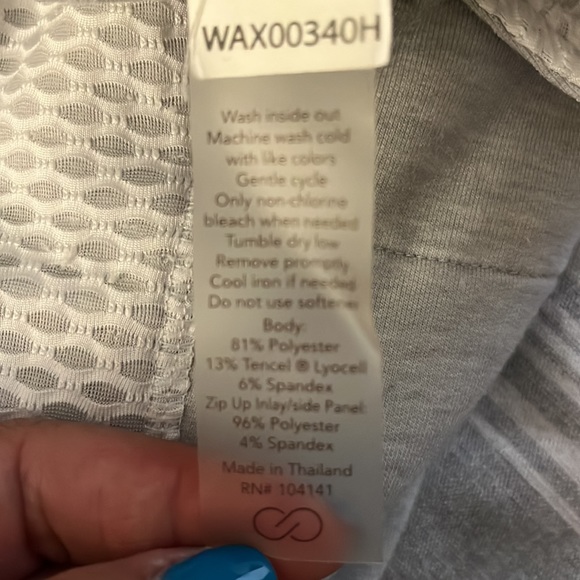 WAX00340H
Wash inside out
Machine wash cold
with like colors
Gentle cycle
Only non-chlorine
bleach when needed
Tumble dry low
Remove promptly
Cool iron if needed
Do not use softener
Body:
81% Polyester
13% Tencel ® Lyocell
6% Spandex
Zip Up Inlay/side Panel:
96% Polyester
4% Spandex
Made in Thailand
RN# 104141